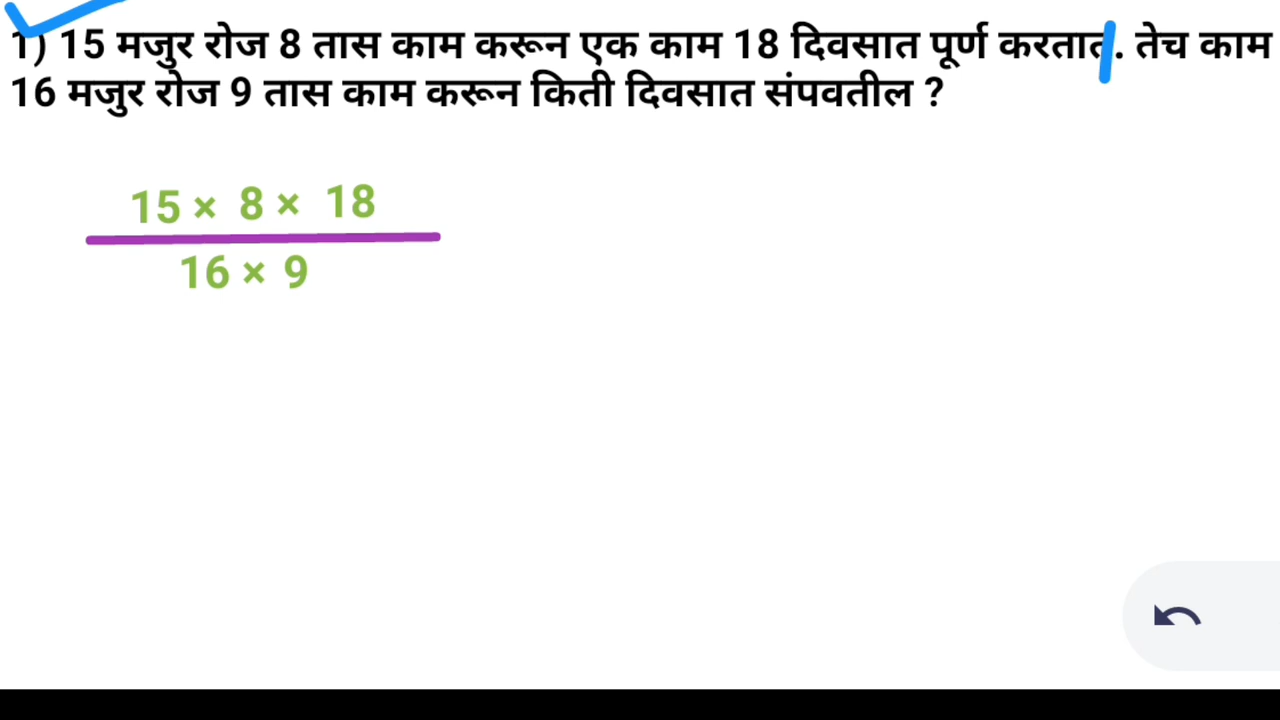 1) 15 मजुर रोज 8 तास काम करून एक काम 18 दिवसात पूर्ण करतात. तेच काम
16 मजुर रोज 9 तास काम करून किती दिवसात संपवतील ?
15 × 8 × 18
16 × 9